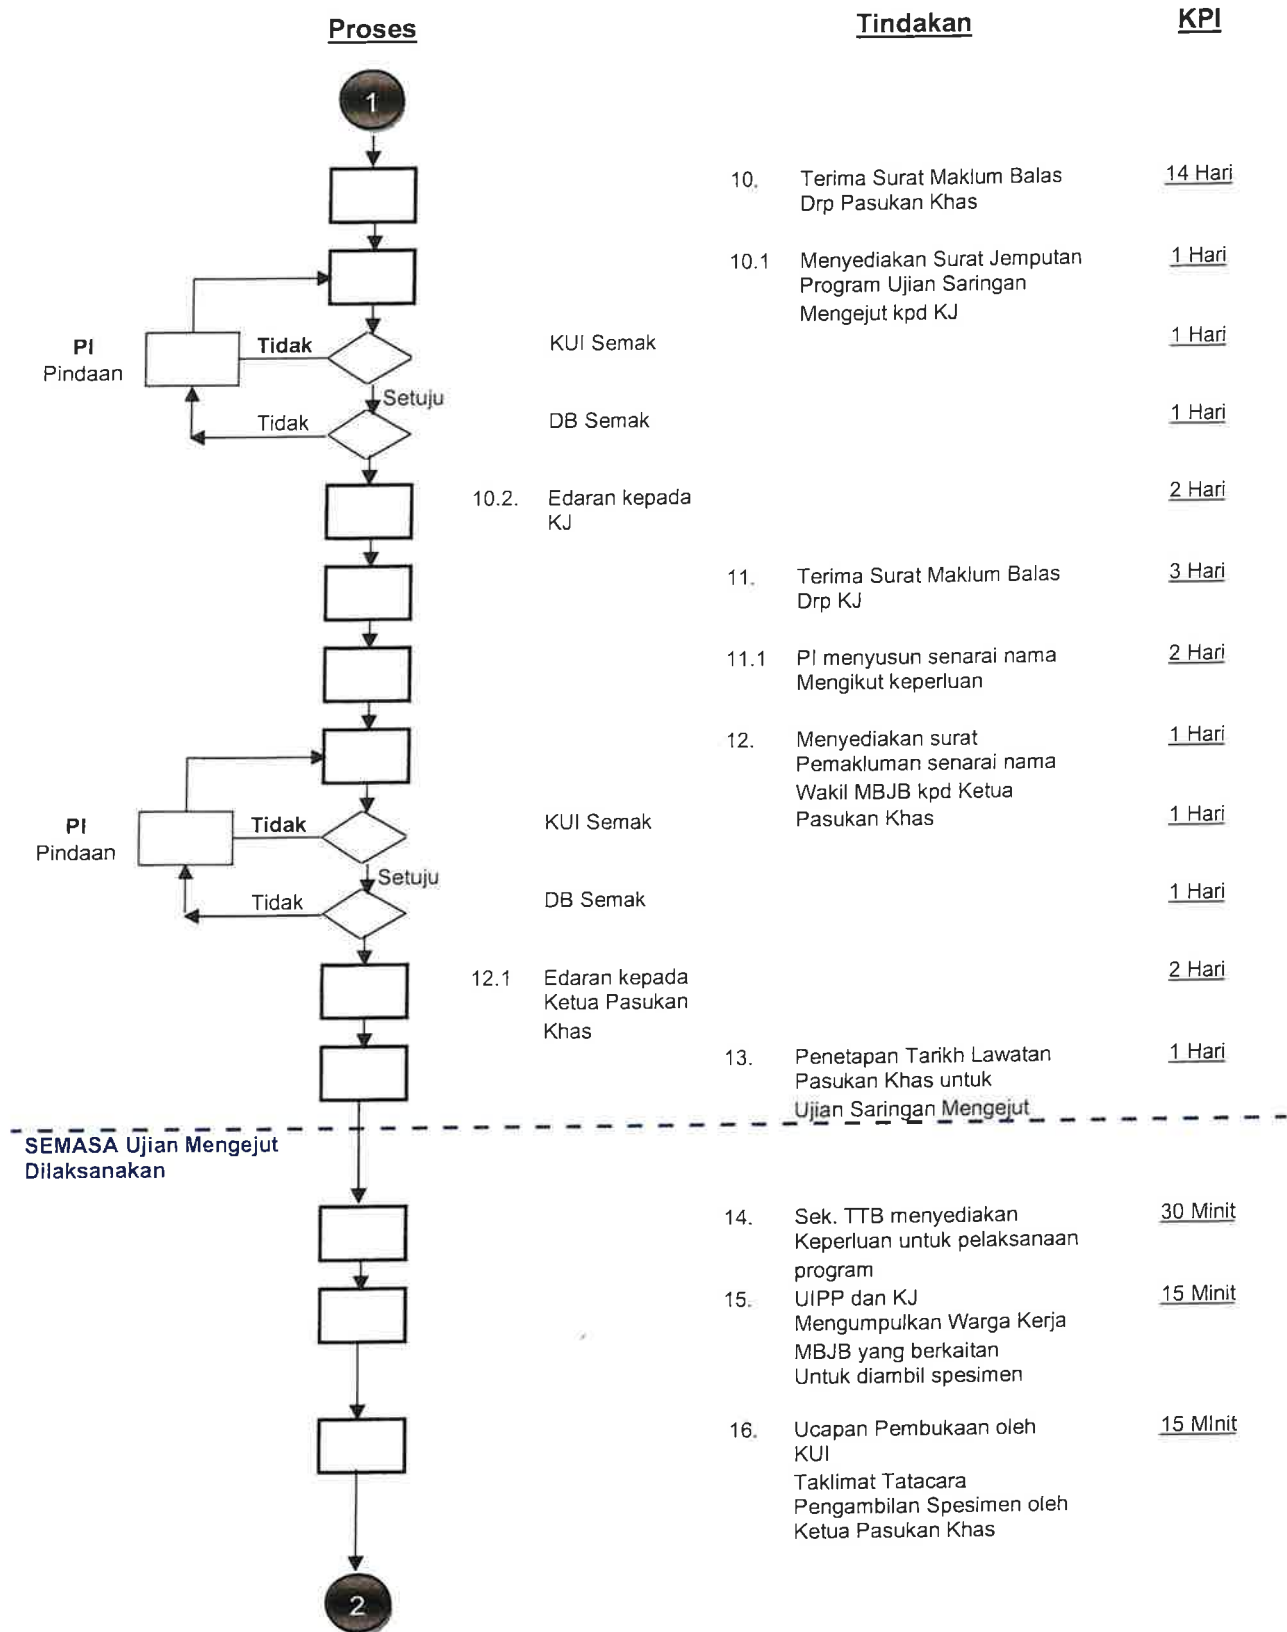 Proses
Tindakan
KPI
1
10. Terima Surat Maklum Balas 14 Hari
Drp Pasukan Khas
10.1 Menyediakan Surat Jemputan 1 Hari
Program Ujian Saringan
Mengejut kpd KJ
PI
Pindaan
Tidak
KUI Semak 1 Hari
Setuju
Tidak
DB Semak 1 Hari
10.2. Edaran kepada 2 Hari
KJ
11. Terima Surat Maklum Balas 3 Hari
Drp KJ
11.1 PI menyusun senarai nama 2 Hari
Mengikut keperluan
12. Menyediakan surat 1 Hari
Pemakluman senarai nama
Wakil MBJB kpd Ketua
Pasukan Khas
PI
Pindaan
Tidak
KUI Semak 1 Hari
Setuju
Tidak
DB Semak 1 Hari
12.1 Edaran kepada 2 Hari
Ketua Pasukan
Khas
13. Penetapan Tarikh Lawatan 1 Hari
Pasukan Khas untuk
Ujian Saringan Mengejut
SEMASA Ujian Mengejut
Dilaksanakan
14. Sek. TTB menyediakan 30 Minit
Keperluan untuk pelaksanaan
program
15. UIPP dan KJ 15 Minit
Mengumpulkan Warga Kerja
MBJB yang berkaitan
Untuk diambil spesimen
16. Ucapan Pembukaan oleh 15 MInit
KUI
Taklimat Tatacara
Pengambilan Spesimen oleh
Ketua Pasukan Khas
2